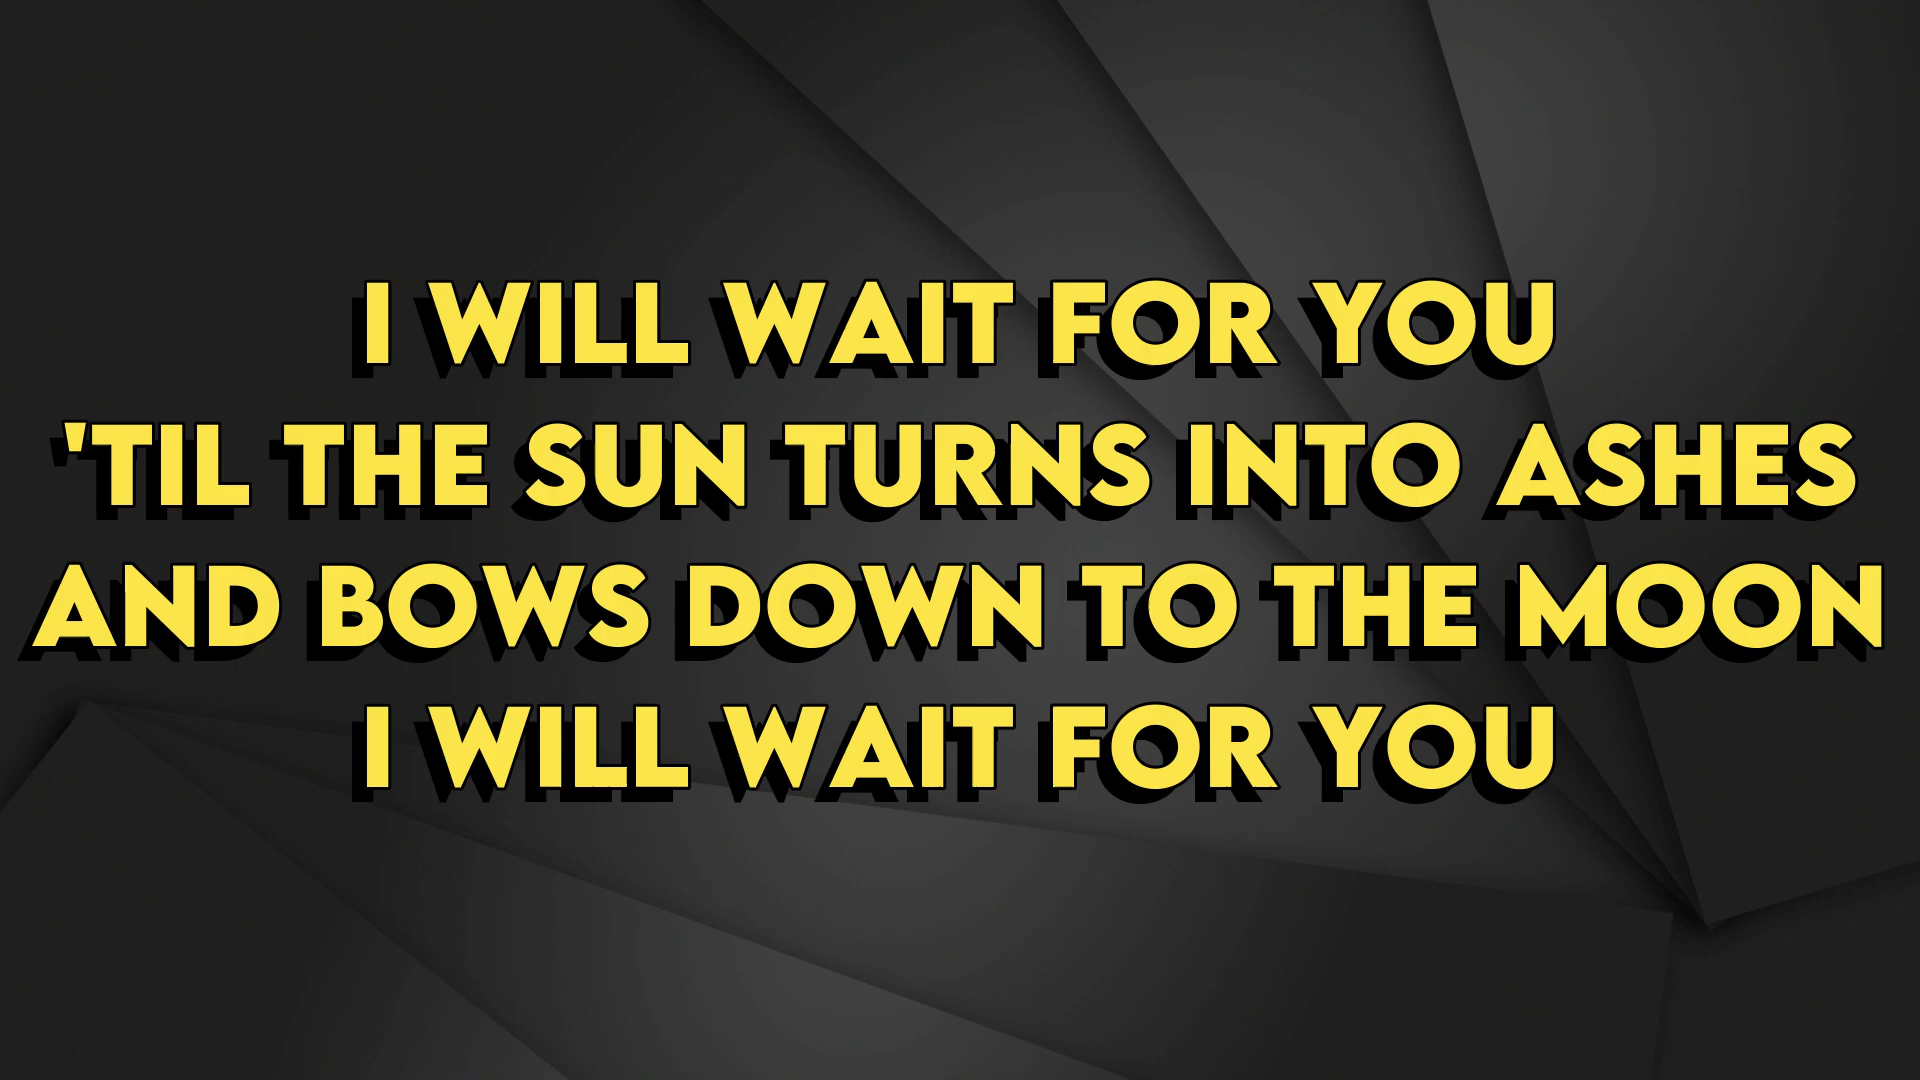 I WILL WAIT FOR YOU
'TIL THE SUN TURNS INTO ASHES
AND BOWS DOWN TO THE MOON
I WILL WAIT FOR YOU